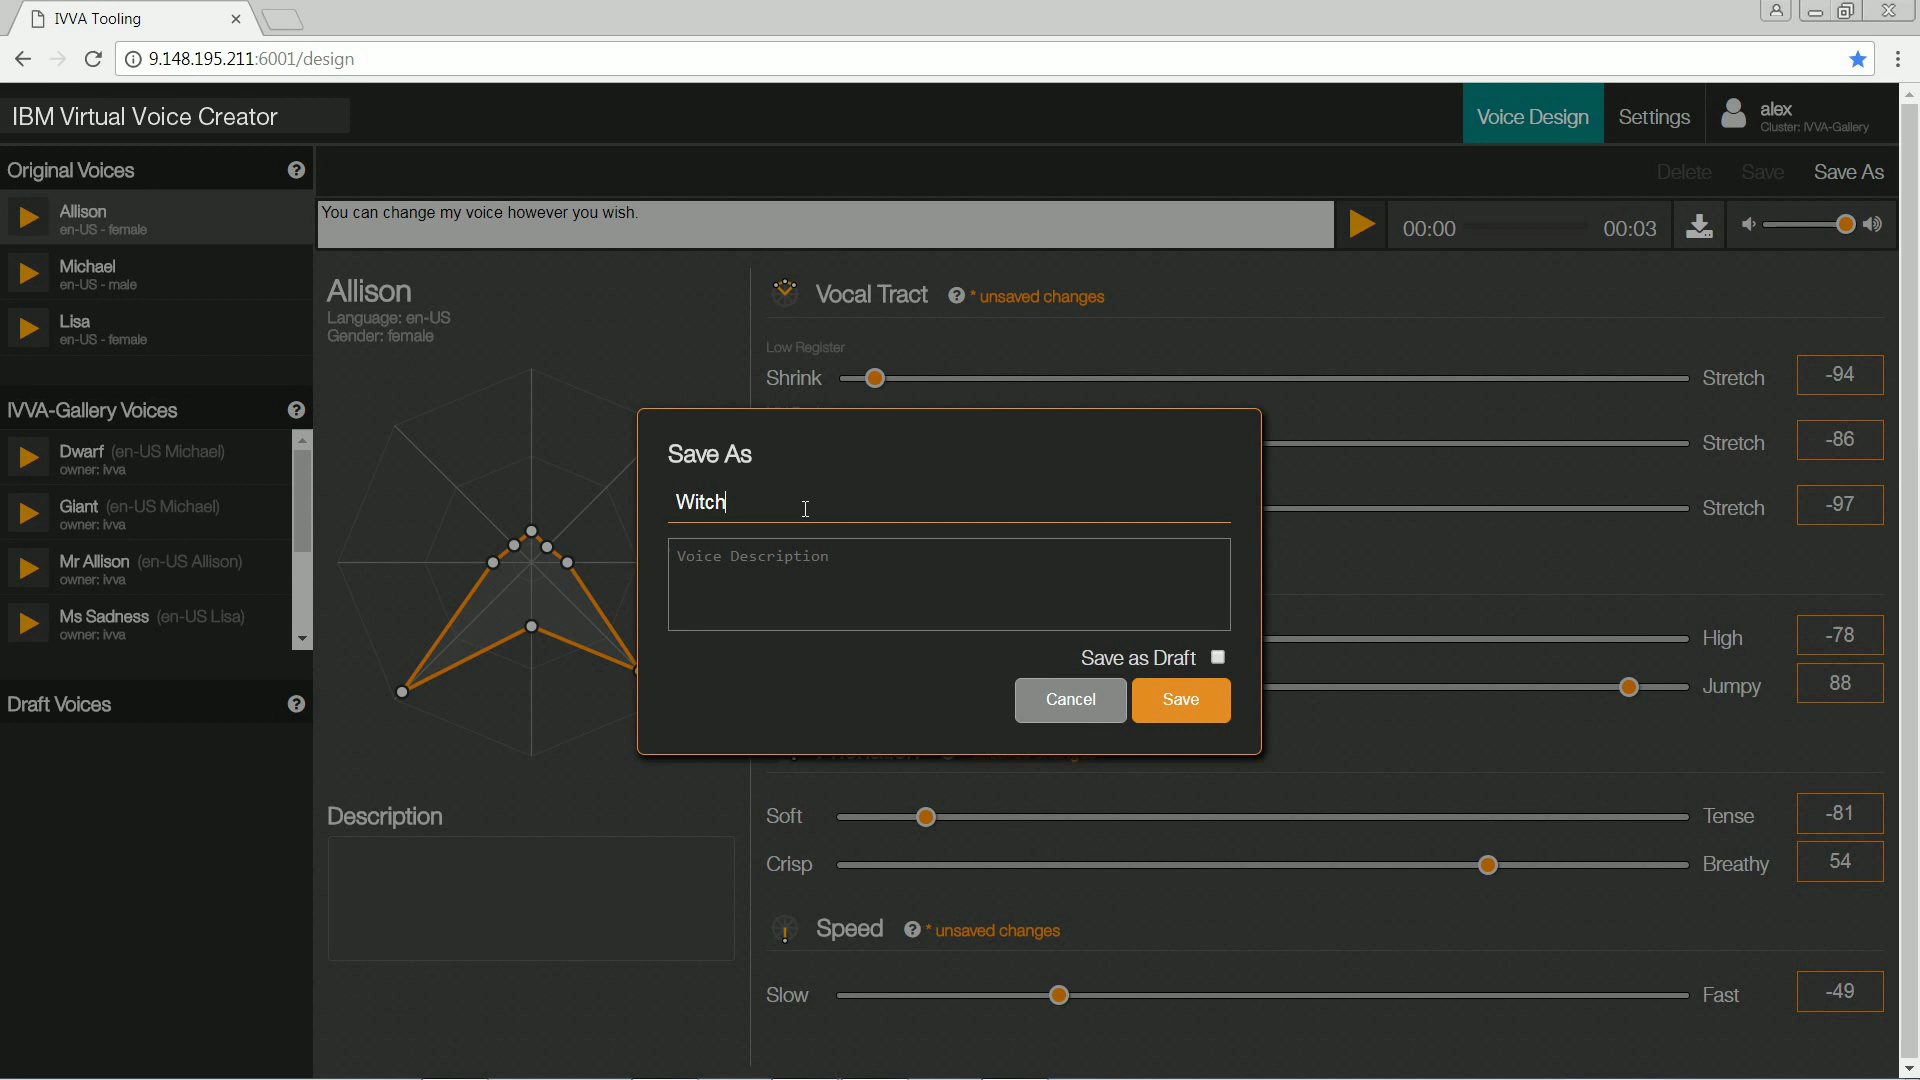 IVVA Tooling
9.148.195.211:6001/design
IBM Virtual Voice Creator
Voice Design
Settings
alex
Cluster: IVVA-Gallery
Original Voices
Delete
Save
Save As
Allison
en-US - female
You can change my voice however you wish.
00:00
00:03
Michael
en-US - male
Lisa
en-US - female
Allison
Language: en-US
Gender: female
Vocal Tract
* unsaved changes
Low Register
Shrink
Stretch
-94
IVVA-Gallery Voices
Stretch
-86
Dwarf (en-US Michael)
owner: ivva
Giant (en-US Michael)
owner: ivva
Mr Allison (en-US Allison)
owner: ivva
Ms Sadness (en-US Lisa)
owner: ivva
Stretch
-97
Save As
Witch
Voice Description
Save as Draft
Cancel
Save
High
-78
Jumpy
88
Draft Voices
Description
Soft
Tense
-81
Crisp
Breathy
54
Speed
* unsaved changes
Slow
Fast
-49